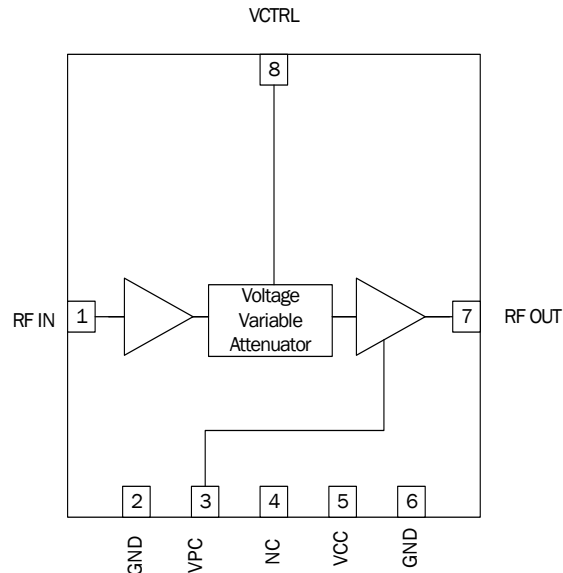 VCTRL
8
RF IN
1
Voltage
Variable
Attenuator
7
RF OUT
2
3
4
5
6
GND
VPC
NC
VCC
GND